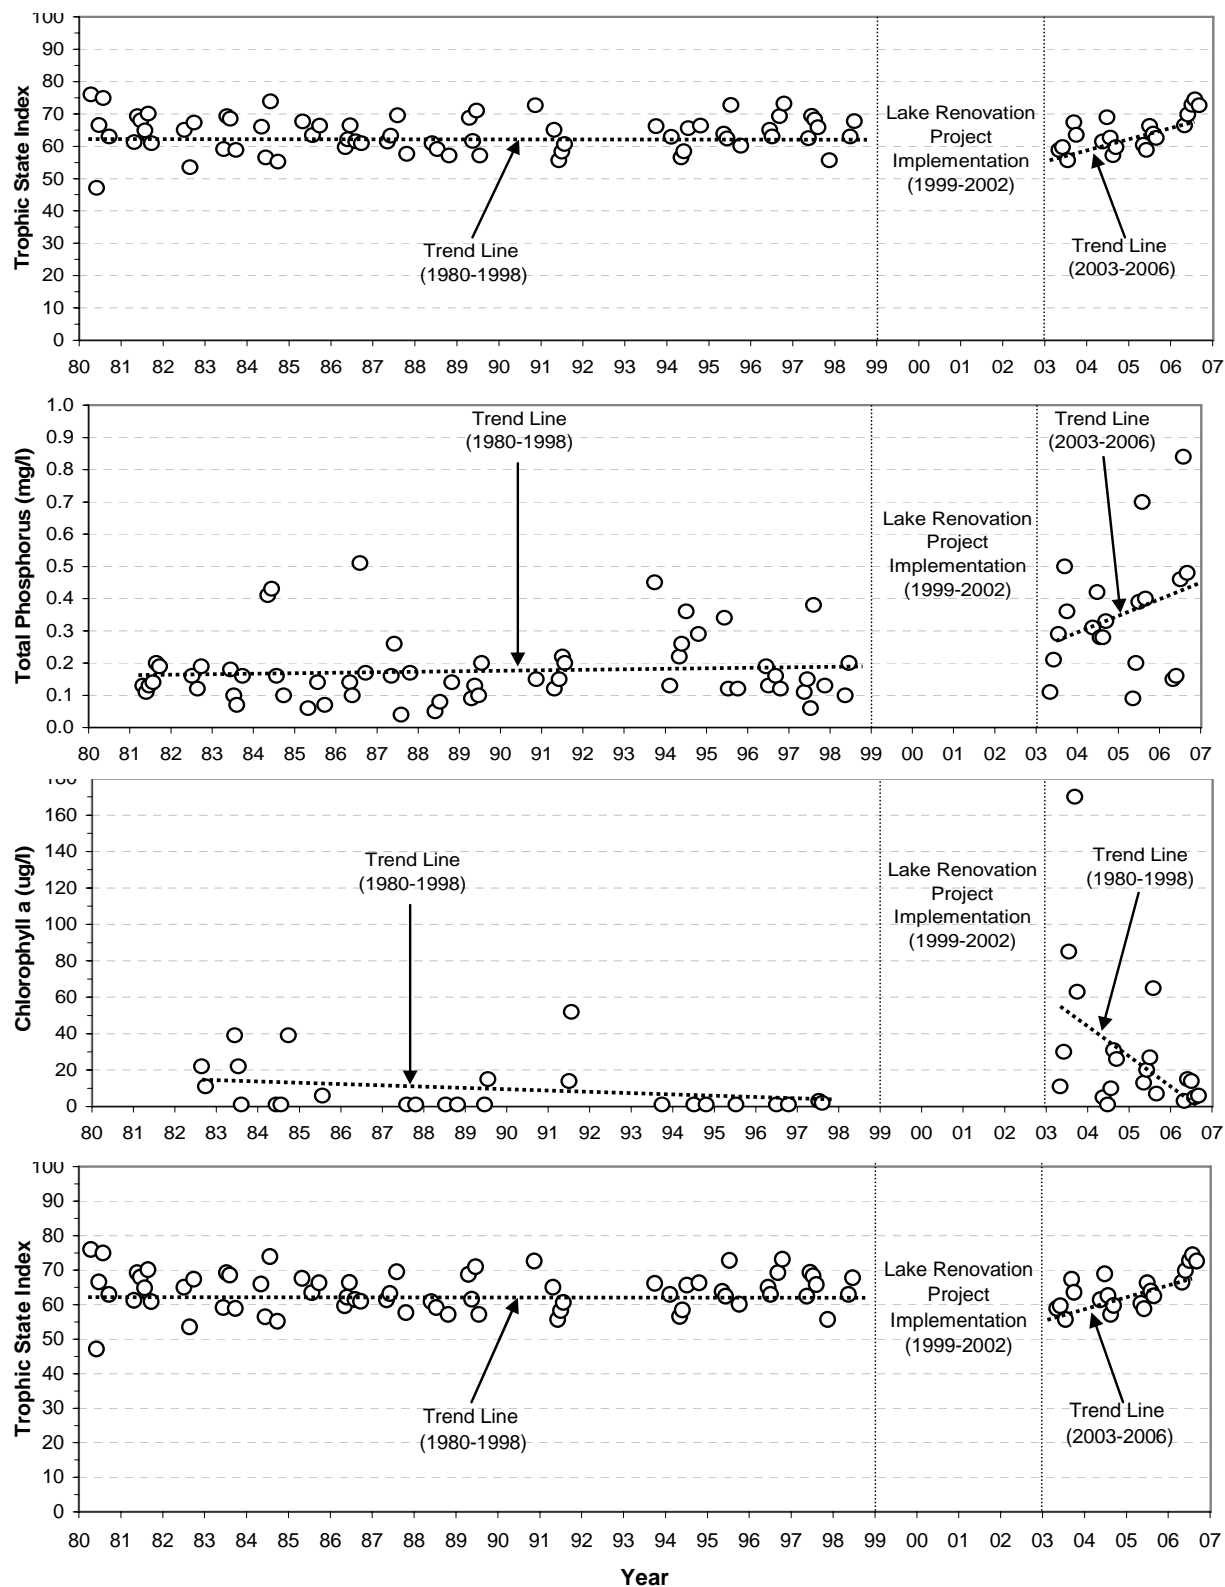 100
90
80
70
60
50
40
30
20
10
0
Trophic State Index
Lake Renovation
Project
Implementation
(1999-2002)
Trend Line
(1980-1998)
Trend Line
(2003-2006)
80 81 82 83 84 85 86 87 88 89 90 91 92 93 94 95 96 97 98 99 00 01 02 03 04 05 06 07
1.0
0.9
0.8
0.7
0.6
0.5
0.4
0.3
0.2
0.1
0.0
Total Phosphorus (mg/l)
Trend Line
(1980-1998)
Trend Line
(2003-2006)
Lake Renovation
Project
Implementation
(1999-2002)
80 81 82 83 84 85 86 87 88 89 90 91 92 93 94 95 96 97 98 99 00 01 02 03 04 05 06 07
180
160
140
120
100
80
60
40
20
0
Chlorophyll a (ug/l)
Trend Line
(1980-1998)
Lake Renovation
Project
Implementation
(1999-2002)
Trend Line
(1980-1998)
80 81 82 83 84 85 86 87 88 89 90 91 92 93 94 95 96 97 98 99 00 01 02 03 04 05 06 07
100
90
80
70
60
50
40
30
20
10
0
Trophic State Index
Lake Renovation
Project
Implementation
(1999-2002)
Trend Line
(1980-1998)
Trend Line
(2003-2006)
80 81 82 83 84 85 86 87 88 89 90 91 92 93 94 95 96 97 98 99 00 01 02 03 04 05 06 07
Year